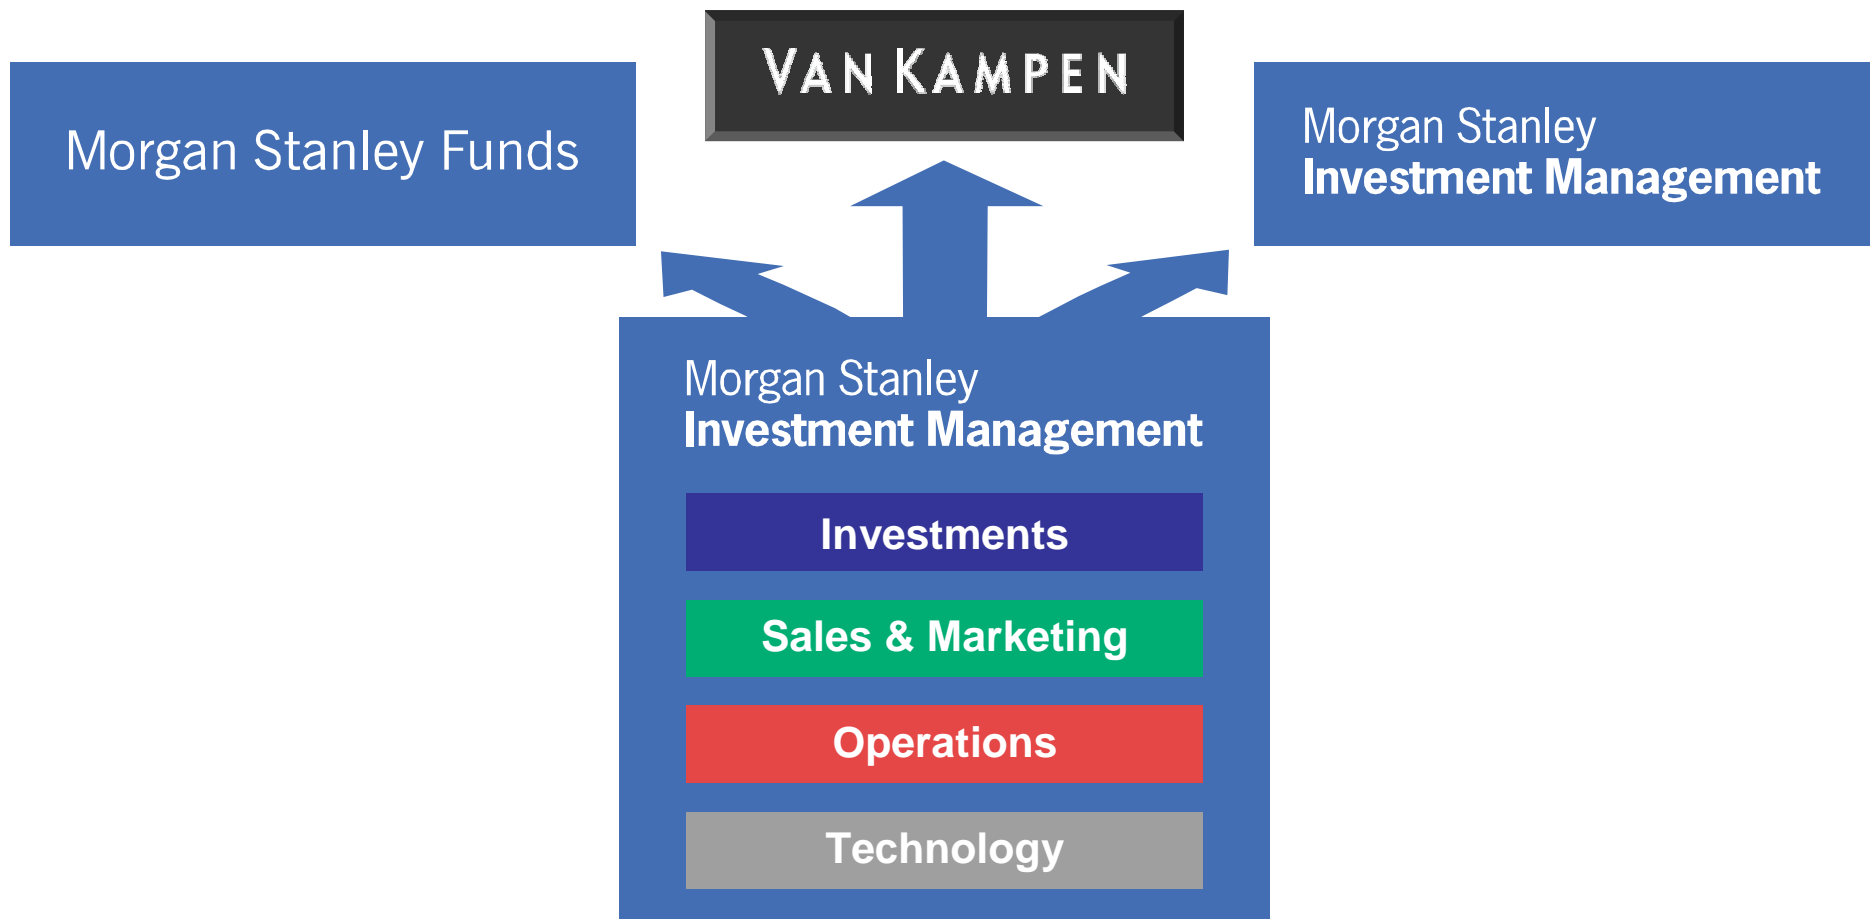 VAN KAMPEN
Morgan Stanley Funds
Morgan Stanley
Investment Management
Morgan Stanley
Investment Management
Investments
Sales & Marketing
Operations
Technology